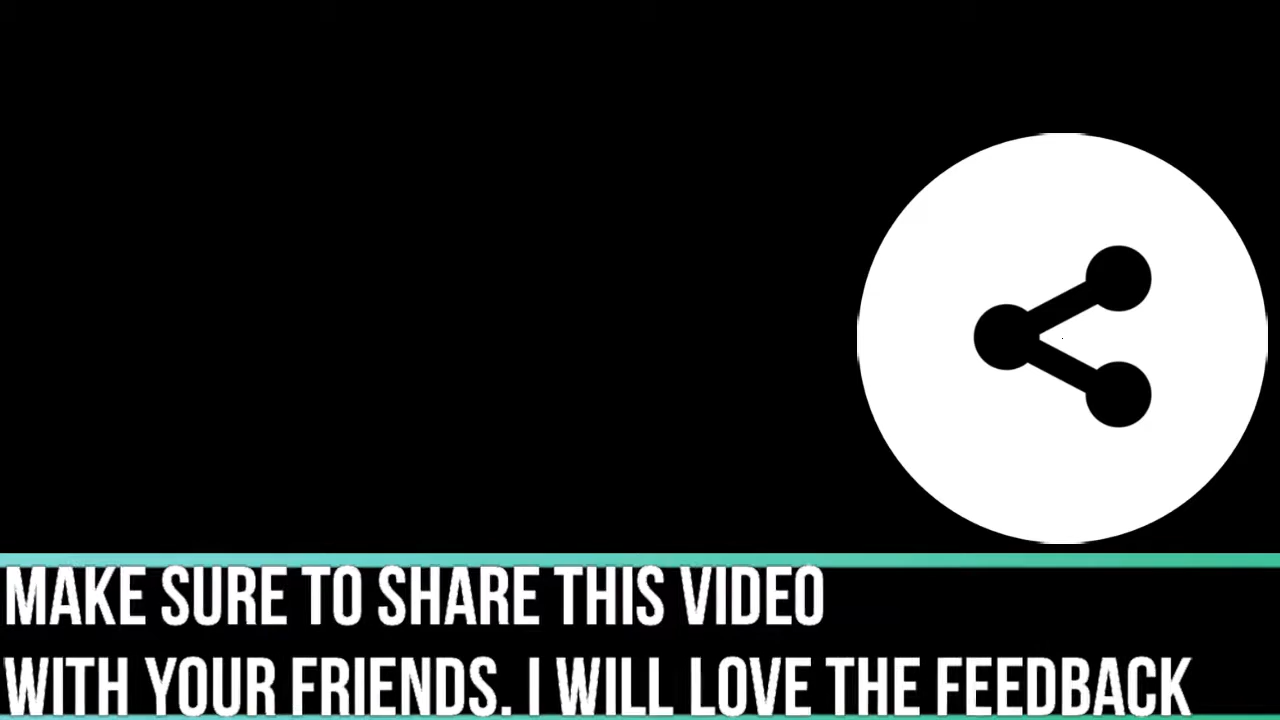 MAKE SURE TO SHARE THIS VIDEO
WITH YOUR FRIENDS. I WILL LOVE THE FEEDBACK